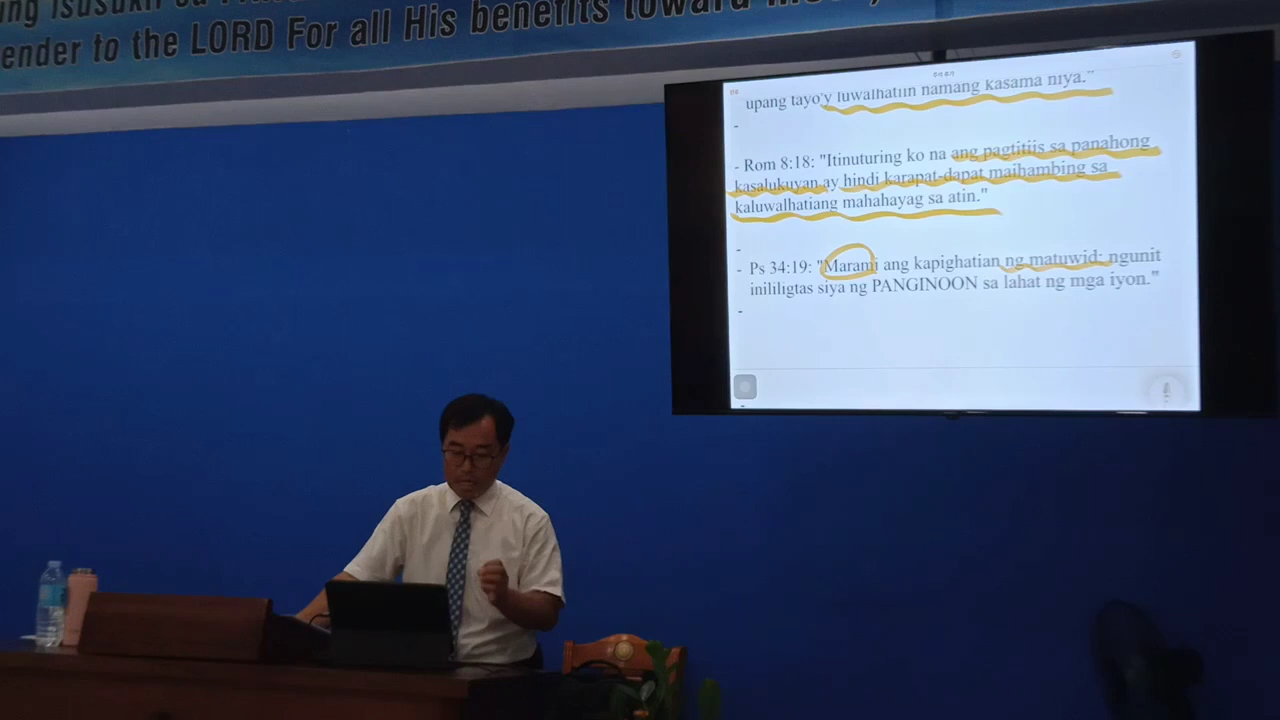 ender to the LORD For all His benefits toward
upang tayo'y luwalhatiin namang kasama niya."
-
- Rom 8:18: "Itinuturing ko na ang pagtitiis sa panahong
kasalukuyan ay hindi karapat-dapat maihambing sa
kaluwalhatiang mahahayag sa atin."
-
- Ps 34:19: "Marami ang kapighatian ng matuwid: ngunit
inililigtas siya ng PANGINOON sa lahat ng mga iyon."
-